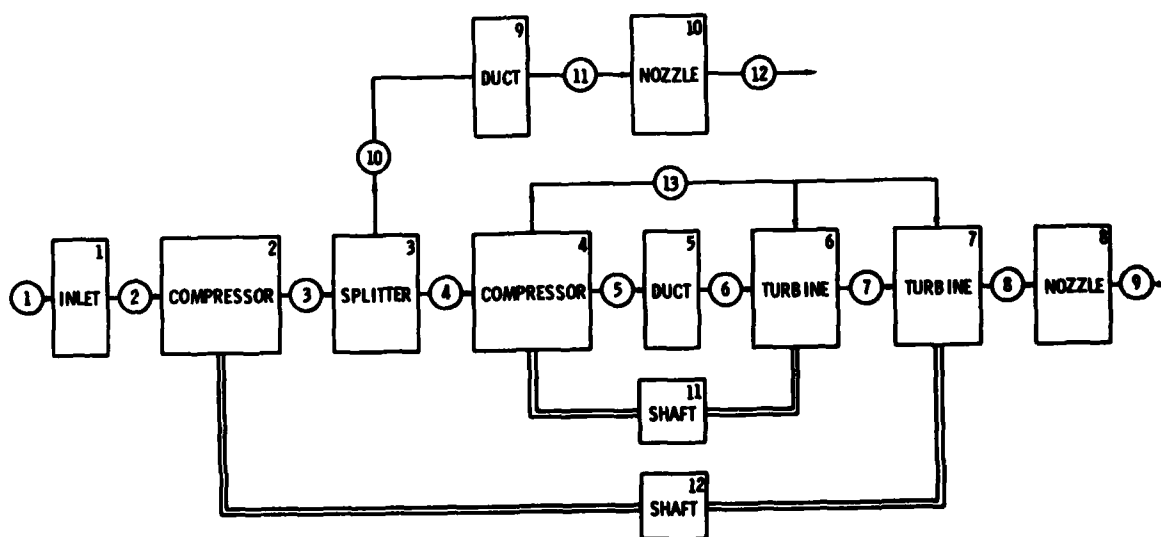 9
DUCT
11
10
NOZZLE
12
10
13
1
1
INLET
2
2
COMPRESSOR
3
3
SPLITTER
4
4
COMPRESSOR
5
5
DUCT
6
6
TURBINE
7
7
TURBINE
8
8
NOZZLE
9
11
SHAFT
12
SHAFT